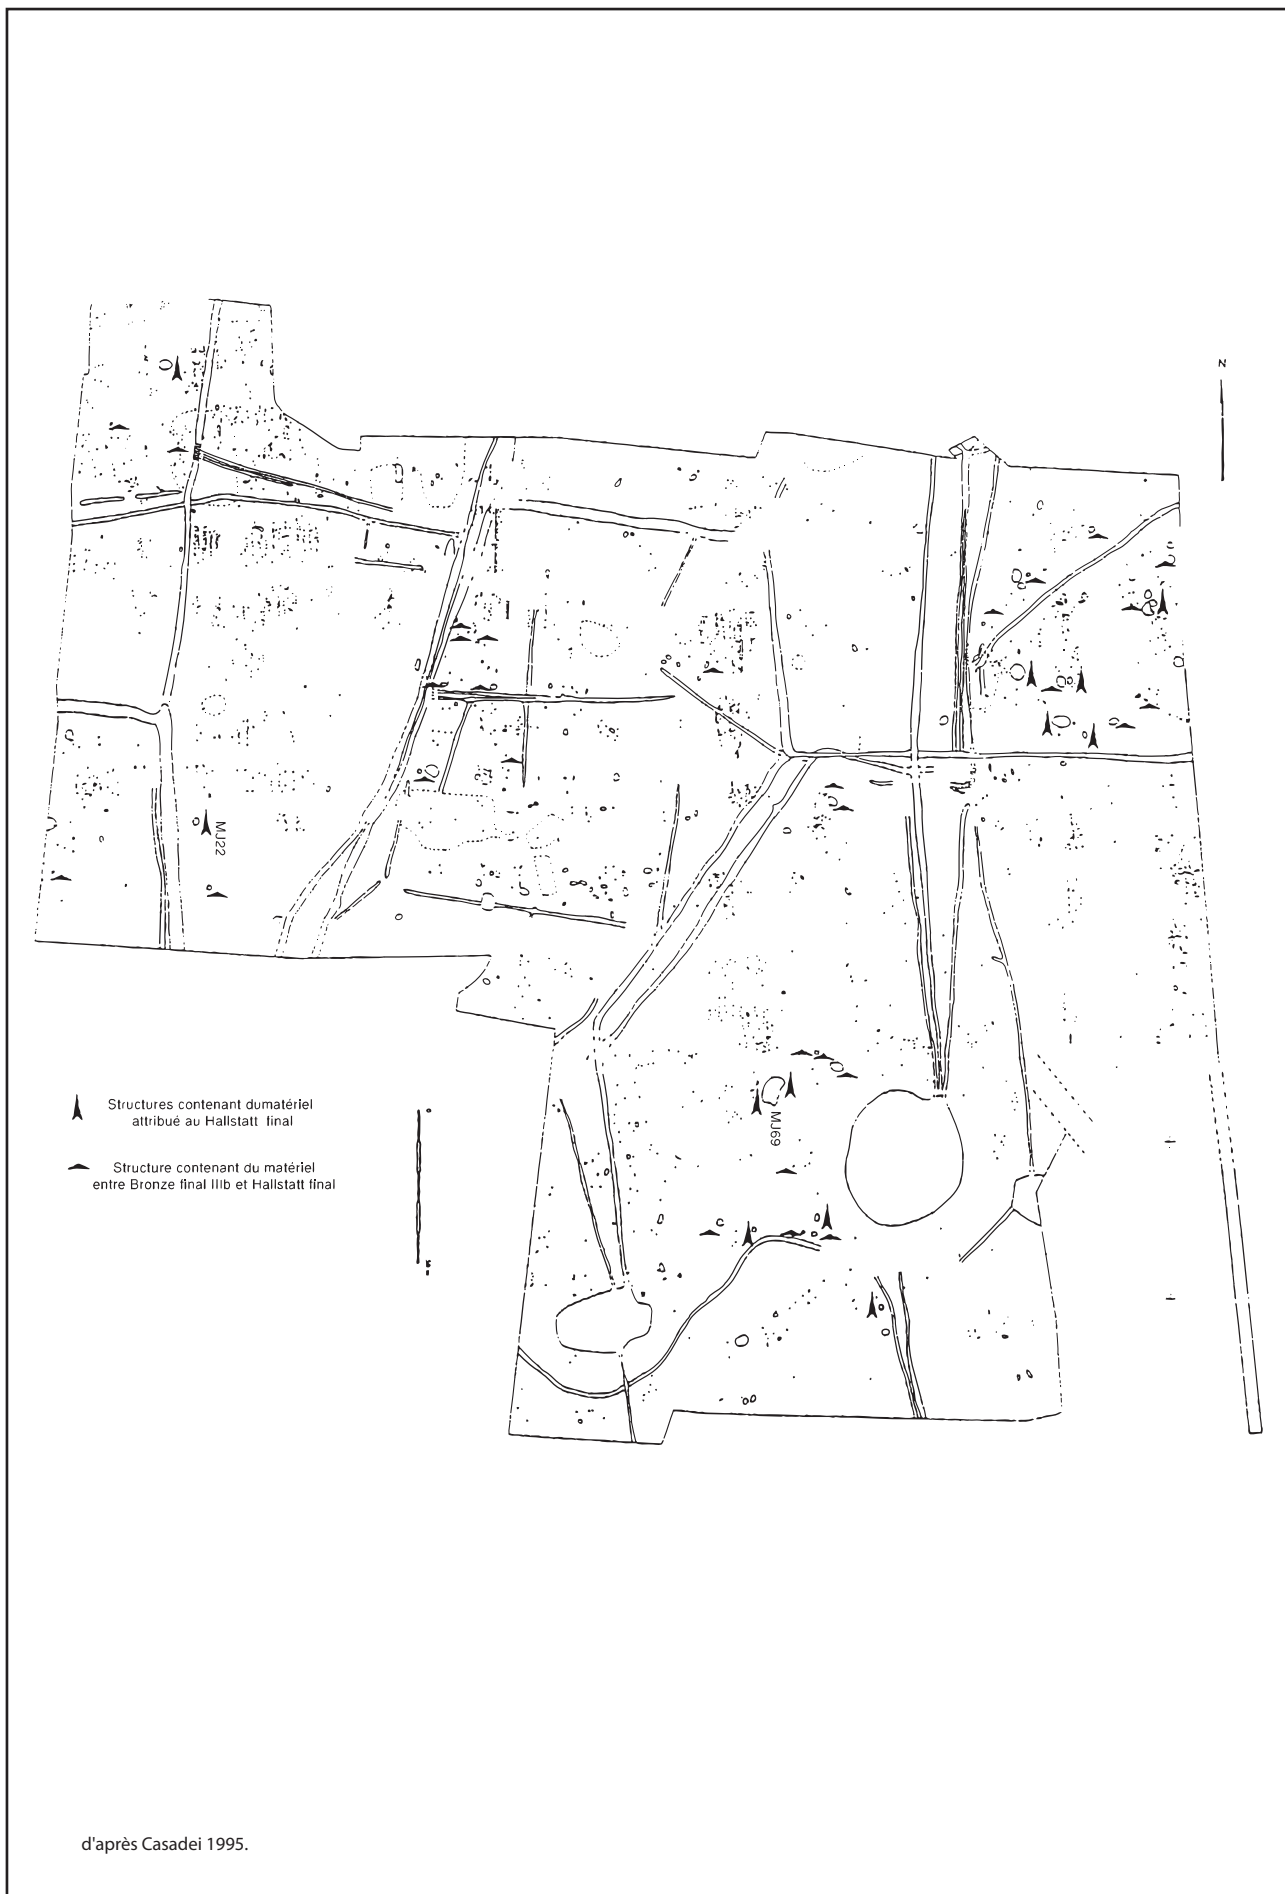 N
MJ22
Structures contenant dumatériel
attribué au Hallstatt final
Structure contenant du matériel
entre Bronze final IIIb et Hallstatt final
MJ69
d'après Casadei 1995.